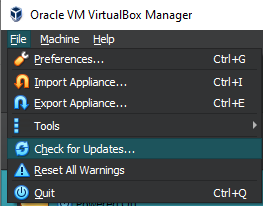 Oracle VM VirtualBox Manager
File Machine Help
Preferences... Ctrl+G
Import Appliance... Ctrl+I
Export Appliance... Ctrl+E
Tools
Check for Updates...
Reset All Warnings
Quit Ctrl+Q